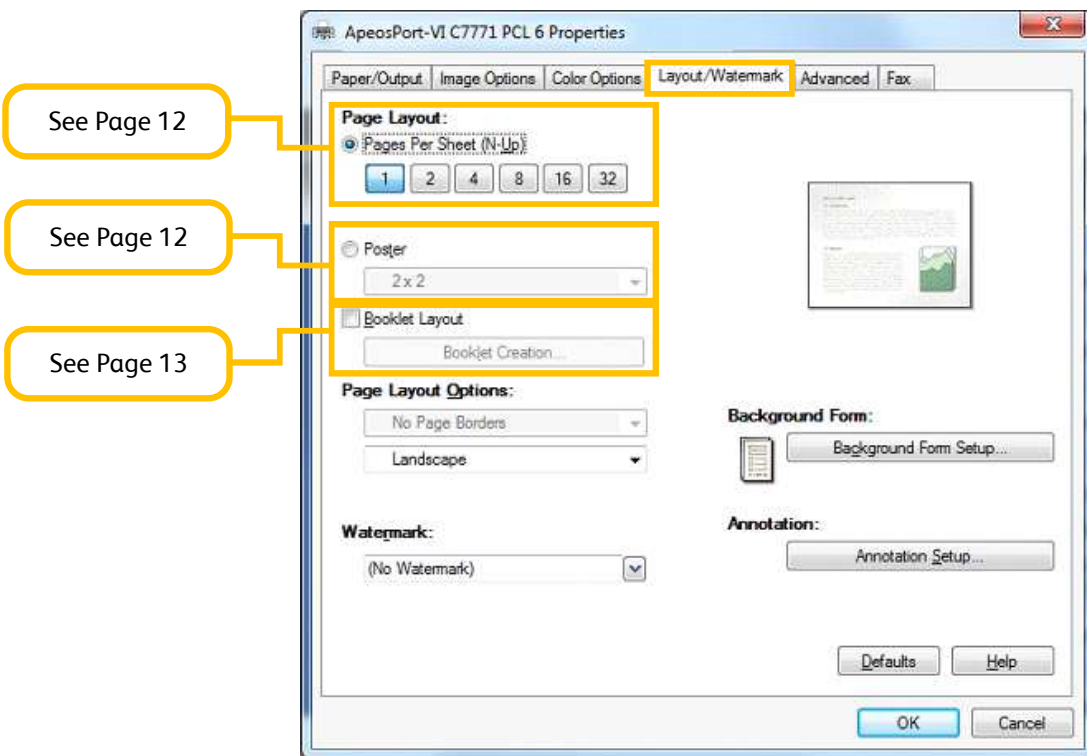 ApeosPort-VI C7771 PCL 6 Properties
X
Paper/Output Image Options Color Options Layout/Watermark Advanced Fax
See Page 12
Page Layout:
Pages Per Sheet (N-Up)
1 2 4 8 16 32
See Page 12
Poster
2 x 2
See Page 13
Booklet Layout
Booklet Creation...
Page Layout Options:
No Page Borders
Landscape
Background Form:
Background Form Setup...
Watermark:
(No Watermark)
Annotation:
Annotation Setup...
Defaults Help
OK Cancel